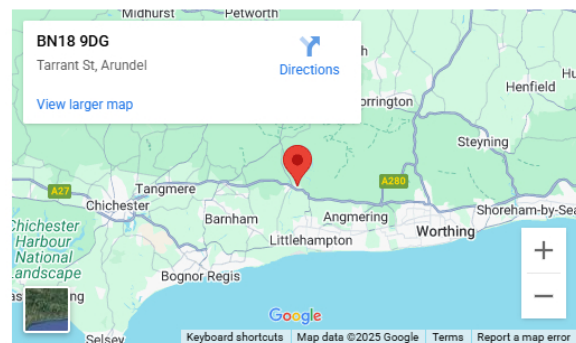 Midhurst
Petworth
BN18 9DG
Tarrant St, Arundel
Directions
View larger map
h
orrington
Henfield
Hu
Steyning
A27
A280
Tangmere
Chichester
Barnham
Angmering
Shoreham-by-Sea
Littlehampton
Worthing
Chichester
Harbour
National
Landscape
Bognor Regis
Selsey
Google
+
−
Keyboard shortcuts
Map data ©2025 Google
Terms
Report a map error